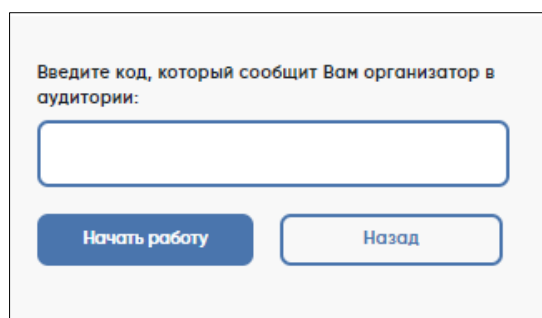 Введите код, который сообщит Вам организатор в
аудитории:
Начать работу
Назад